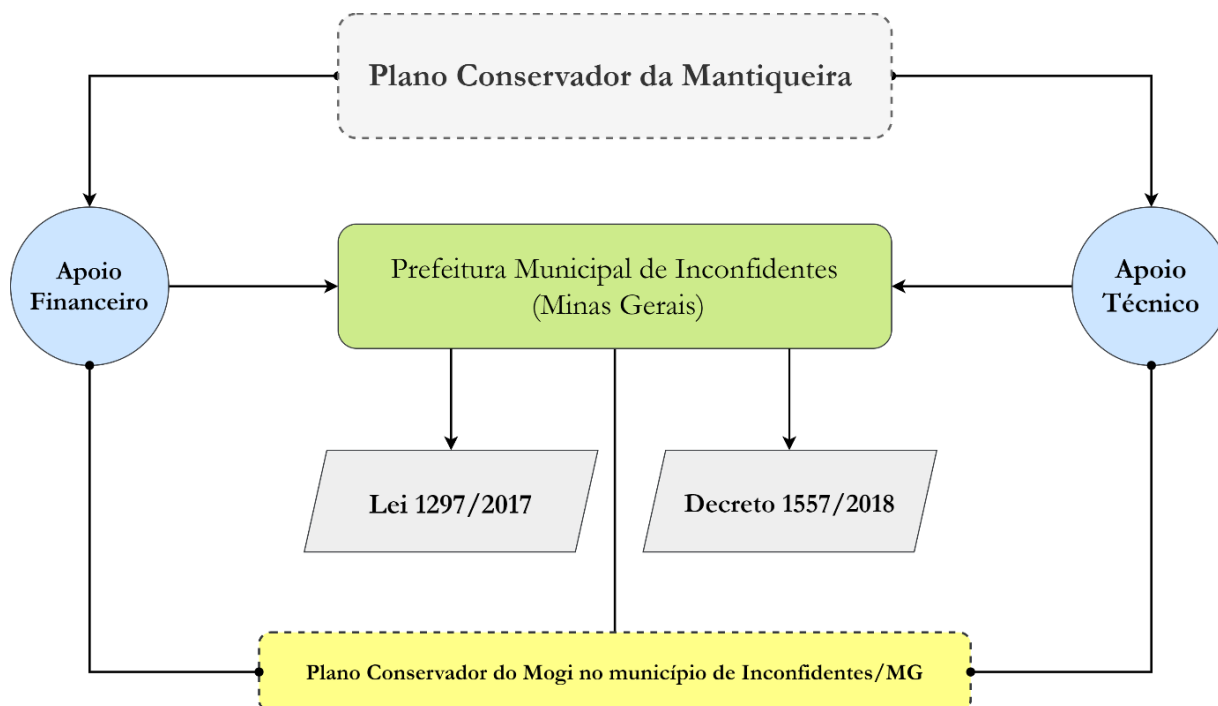 Plano Conservador da Mantiqueira
Apoio
Financeiro
Prefeitura Municipal de Inconfidentes
(Minas Gerais)
Apoio
Técnico
Lei 1297/2017
Decreto 1557/2018
Plano Conservador do Mogi no município de Inconfidentes/MG